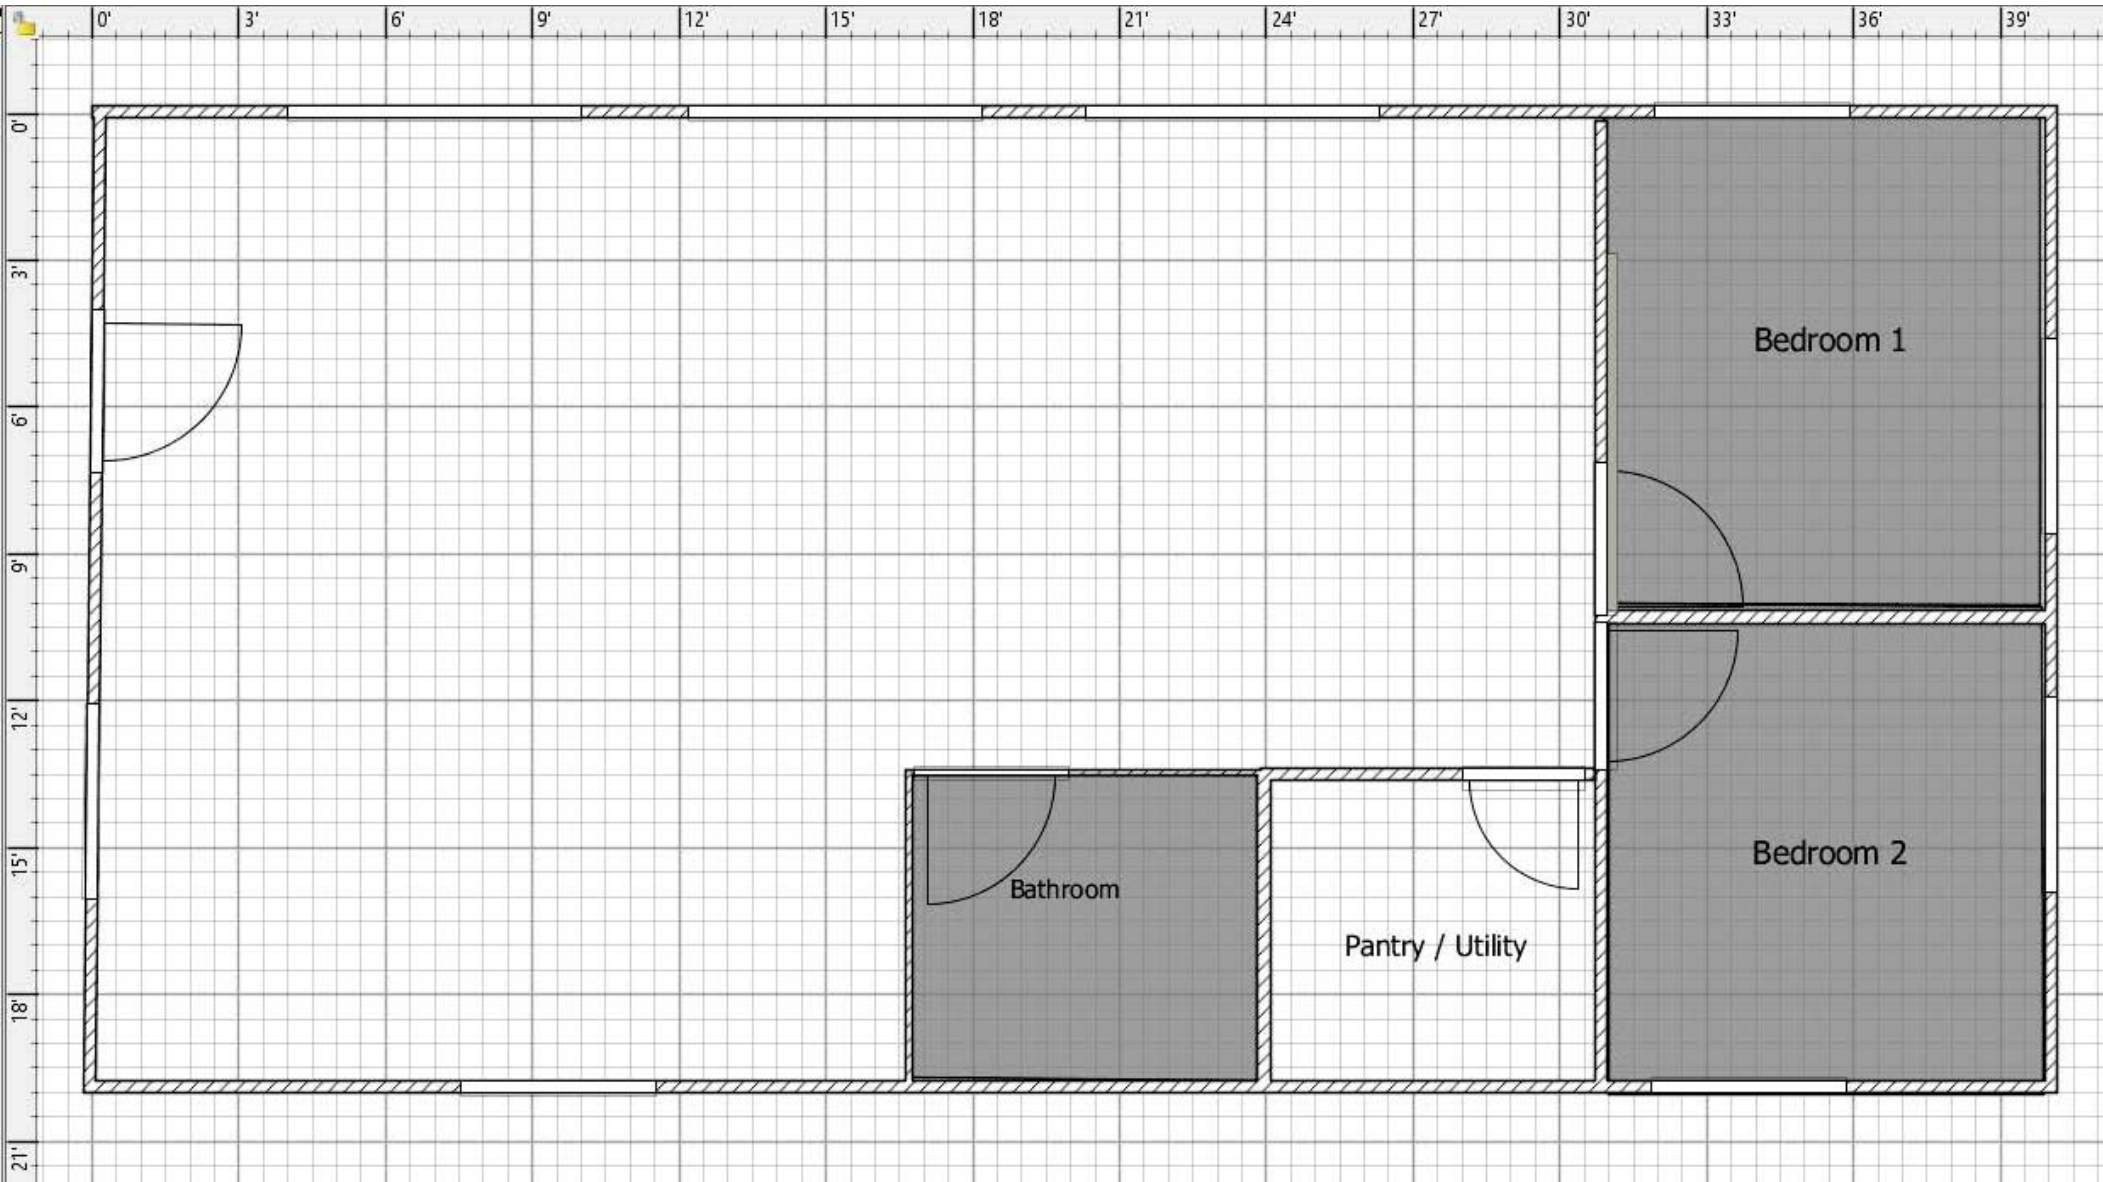 0' 3' 6' 9' 12' 15' 18' 21' 24' 27' 30' 33' 36' 39'
0'
3'
Bedroom 1
6'
9'
12'
15'
Bedroom 2
Bathroom
Pantry / Utility
18'
21'